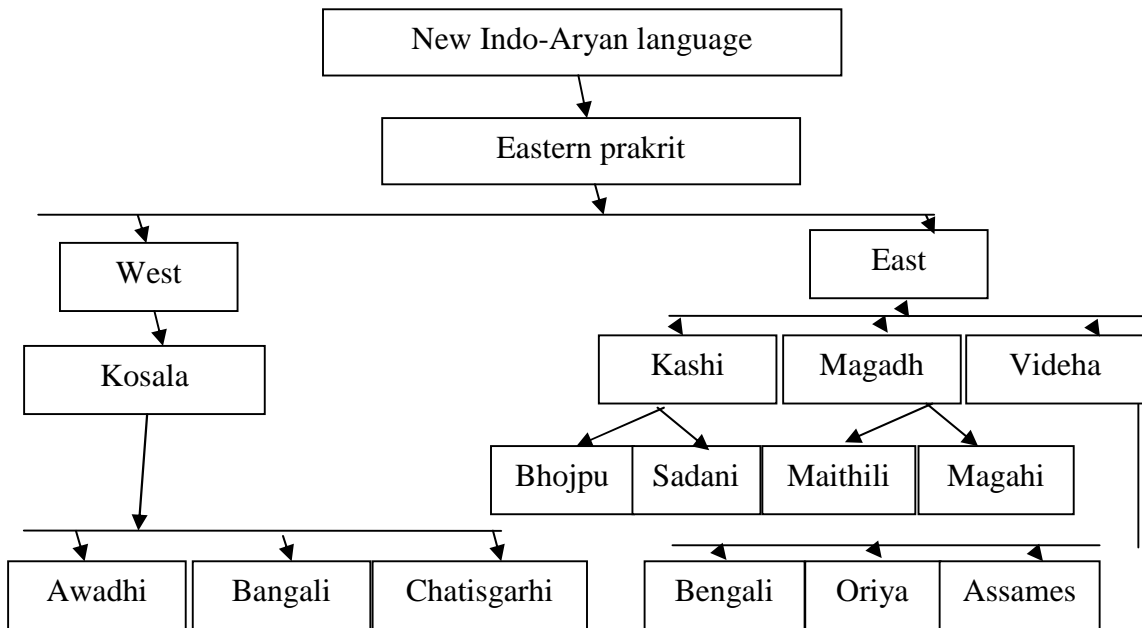 New Indo-Aryan language
Eastern prakrit
West
East
Kosala
Kashi
Magadh
Videha
Bhojpu
Sadani
Maithili
Magahi
Awadhi
Bangali
Chatisgarhi
Bengali
Oriya
Assames